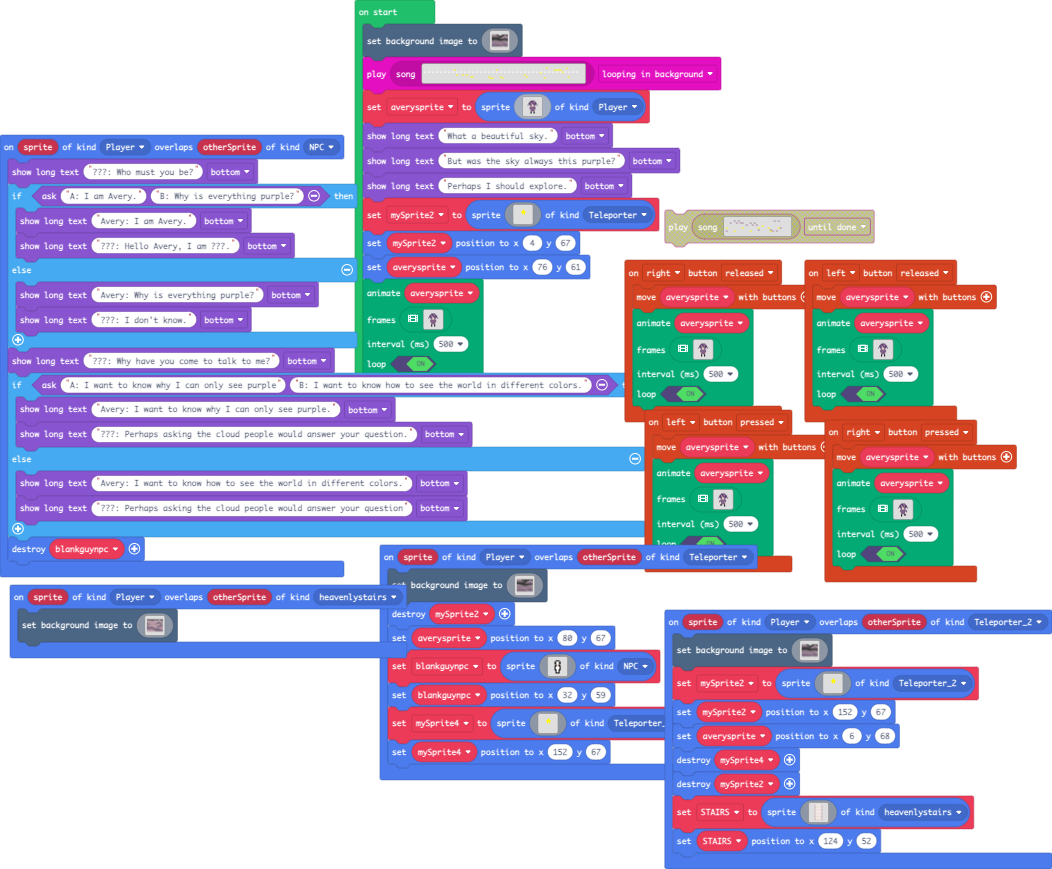 on start
set background image to
play song looping in background
set averysprite to sprite of kind Player
show long text "What a beautiful sky." bottom
show long text "But was the sky always this purple?" bottom
show long text "Perhaps I should explore." bottom
set mySprite2 to sprite of kind Teleporter
set mySprite2 position to x 4 y 67
set averysprite position to x 76 y 61
animate averysprite
frames
interval (ms) 500
loop ON
on sprite of kind Player overlaps otherSprite of kind NPC
show long text "???: Who must you be?" bottom
if ask "A: I am Avery." "B: Why is everything purple?" then
show long text "Avery: I am Avery." bottom
show long text "???: Hello Avery, I am ???." bottom
else
show long text "Avery: Why is everything purple?" bottom
show long text "???: I don't know." bottom
show long text "???: Why have you come to talk to me?" bottom
if ask "A: I want to know why I can only see purple" "B: I want to know how to see the world in different colors."
show long text "Avery: I want to know why I can only see purple." bottom
show long text "???: Perhaps asking the cloud people would answer your question." bottom
else
show long text "Avery: I want to know how to see the world in different colors." bottom
show long text "???: Perhaps asking the cloud people would answer your question" bottom
destroy blankguynpc
play song until done
on right button released
move averysprite with buttons
animate averysprite
frames
interval (ms) 500
loop ON
on left button released
move averysprite with buttons
animate averysprite
frames
interval (ms) 500
loop ON
on left button pressed
move averysprite with buttons
animate averysprite
frames
interval (ms) 500
loop ON
on right button pressed
move averysprite with buttons
animate averysprite
frames
interval (ms) 500
loop ON
on sprite of kind Player overlaps otherSprite of kind heavenlystairs
set background image to
on sprite of kind Player overlaps otherSprite of kind Teleporter
set background image to
destroy mySprite2
set averysprite position to x 80 y 67
set blankguynpc to sprite of kind NPC
set blankguynpc position to x 32 y 59
set mySprite4 to sprite of kind Teleporter_
set mySprite4 position to x 152 y 67
on sprite of kind Player overlaps otherSprite of kind Teleporter_2
set background image to
set mySprite2 to sprite of kind Teleporter_2
set mySprite2 position to x 152 y 67
set averysprite position to x 6 y 68
destroy mySprite4
destroy mySprite2
set STAIRS to sprite of kind heavenlystairs
set STAIRS position to x 124 y 52